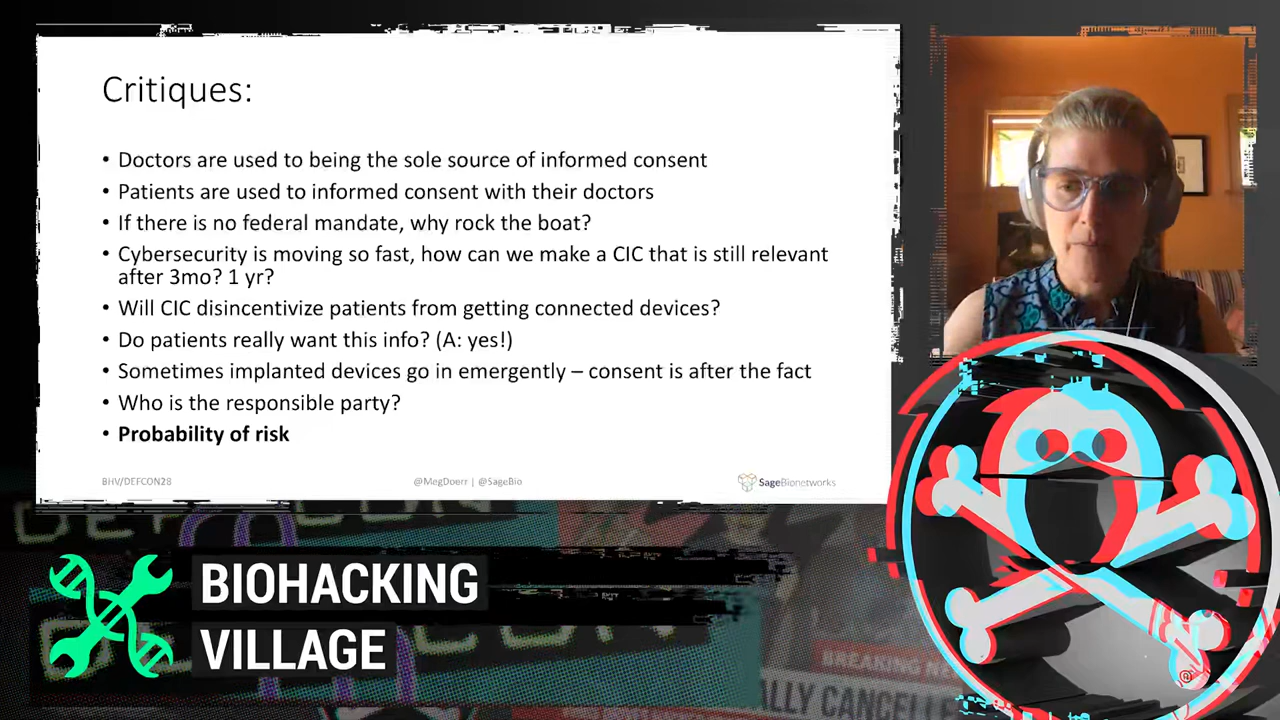 Critiques:
• Doctors are used to being the sole source of informed consent
• Patients are used to informed consent with their doctors
• If there is no federal mandate, why rock the boat?
• Cybersecurity is moving so fast, how can we make a CIC that is still relevant
after 3mo? 1 yr?
• Will CIC disincentivize patients from getting connected devices?
• Do patients really want this info? (A: yes!)
• Sometimes implanted devices go in emergently – consent is after the fact
• Who is the responsible party?
• Probability of risk
BHV/DEFCON28
@MegDoerr | @SageBio
SageBionetworks
BIOHACKING
VILLAGE
BREAKING
ALLY CANCELLE